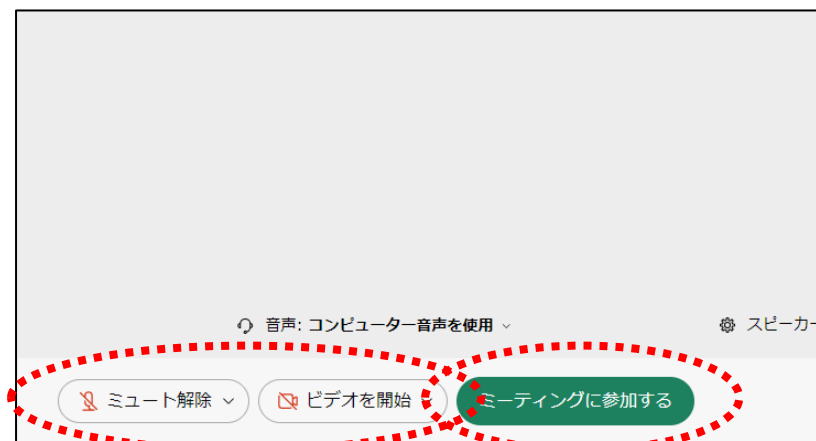 音声: コンピューター音声を使用
スピーカー
ミュート解除
ビデオを開始
ミーティングに参加する